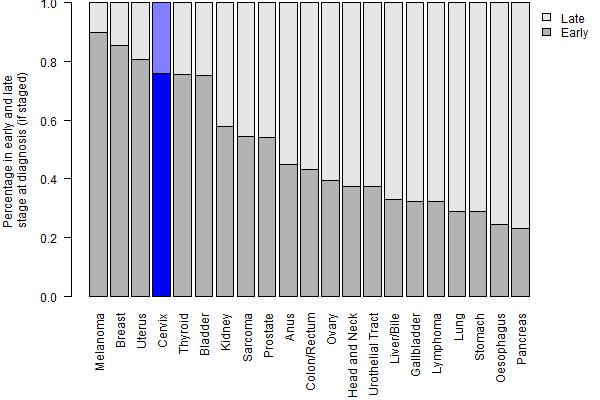 Percentage in early and late
stage at diagnosis (if staged)
1.0
0.8
0.6
0.4
0.2
0.0
Late
Early
Melanoma
Breast
Uterus
Cervix
Thyroid
Bladder
Kidney
Sarcoma
Prostate
Anus
Colon/Rectum
Ovary
Head and Neck
Urothelial Tract
Liver/Bile
Gallbladder
Lymphoma
Lung
Stomach
Oesophagus
Pancreas